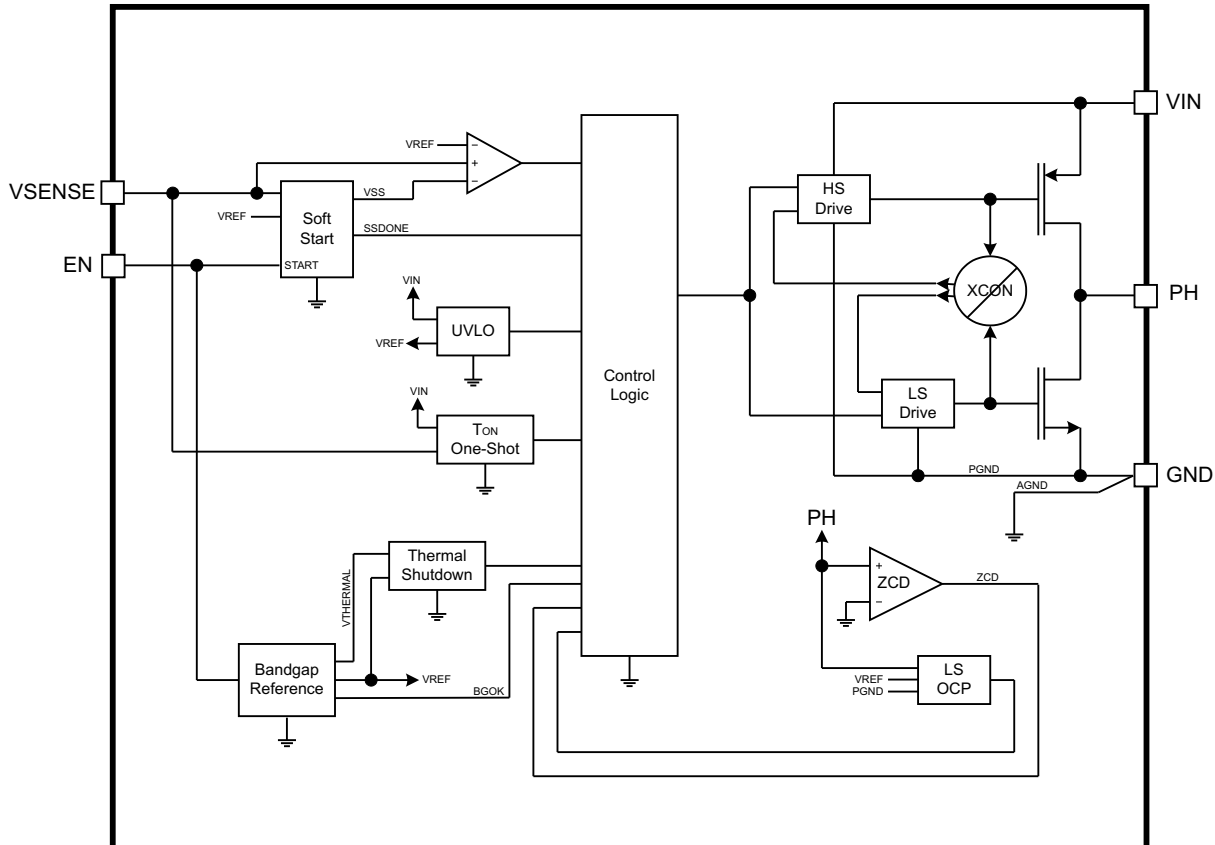 VIN
VREF
−
+
−
VSENSE
VSS
VREF
Soft
Start
SSDONE
EN
START
HS
Drive
XCON
PH
VIN
UVLO
VREF
Control
Logic
LS
Drive
VIN
TON
One-Shot
PGND
GND
AGND
PH
Thermal
Shutdown
VTHERMAL
+
ZCD
−
ZCD
Bandgap
Reference
VREF
BGOK
LS
OCP
VREF
PGND